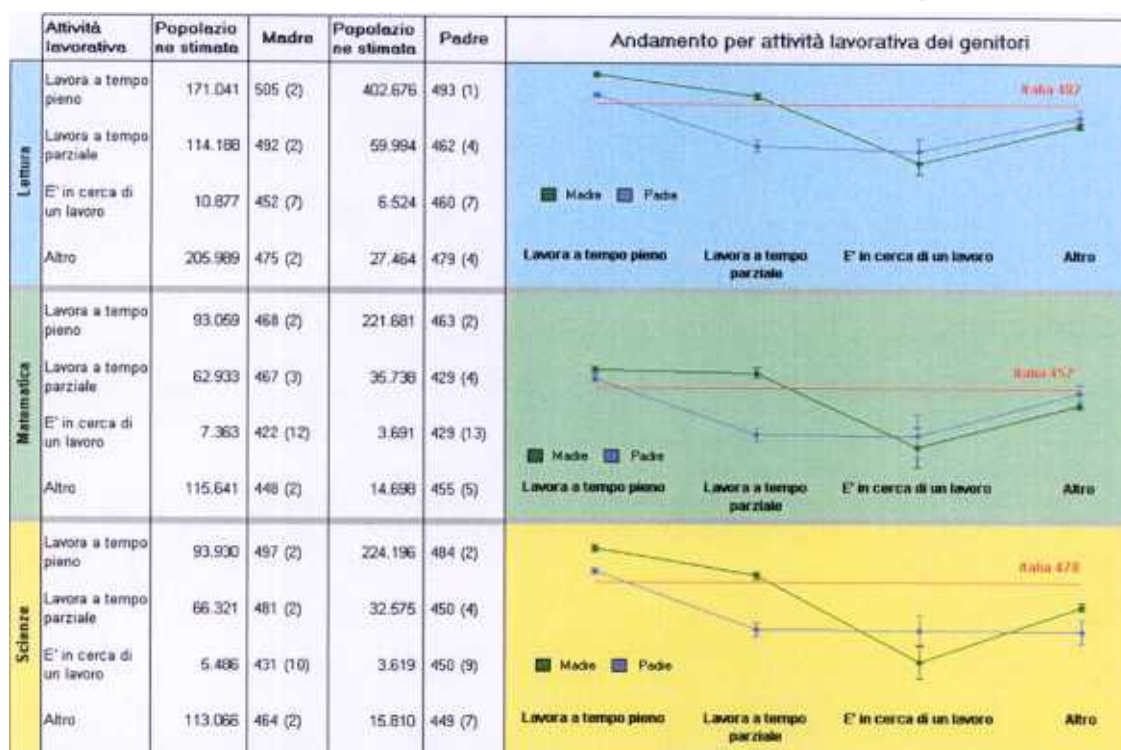 Attività lavorativa | Popolazio ne stimata | Madre | Popolazio ne stimata | Padre | Andamento per attività lavorativa dei genitori
Lettura
Lavora a tempo pieno | 171.041 | 505 (2) | 402.676 | 493 (1)
Lavora a tempo parziale | 114.188 | 492 (2) | 59.994 | 462 (4)
E' in cerca di un lavoro | 10.877 | 452 (7) | 6.524 | 460 (7)
Altro | 205.989 | 475 (2) | 27.464 | 479 (4)
Italia 487
Madre Padre
Lavora a tempo pieno Lavora a tempo parziale E' in cerca di un lavoro Altro
Matematica
Lavora a tempo pieno | 93.059 | 468 (2) | 221.681 | 463 (2)
Lavora a tempo parziale | 62.933 | 467 (3) | 35.738 | 429 (4)
E' in cerca di un lavoro | 7.363 | 422 (12) | 3.691 | 429 (13)
Altro | 115.641 | 448 (2) | 14.698 | 455 (5)
Italia 457
Madre Padre
Lavora a tempo pieno Lavora a tempo parziale E' in cerca di un lavoro Altro
Scienze
Lavora a tempo pieno | 93.930 | 497 (2) | 224.196 | 484 (2)
Lavora a tempo parziale | 66.321 | 481 (2) | 32.575 | 450 (4)
E' in cerca di un lavoro | 5.486 | 431 (10) | 3.619 | 450 (9)
Altro | 113.066 | 464 (2) | 15.810 | 449 (7)
Italia 478
Madre Padre
Lavora a tempo pieno Lavora a tempo parziale E' in cerca di un lavoro Altro